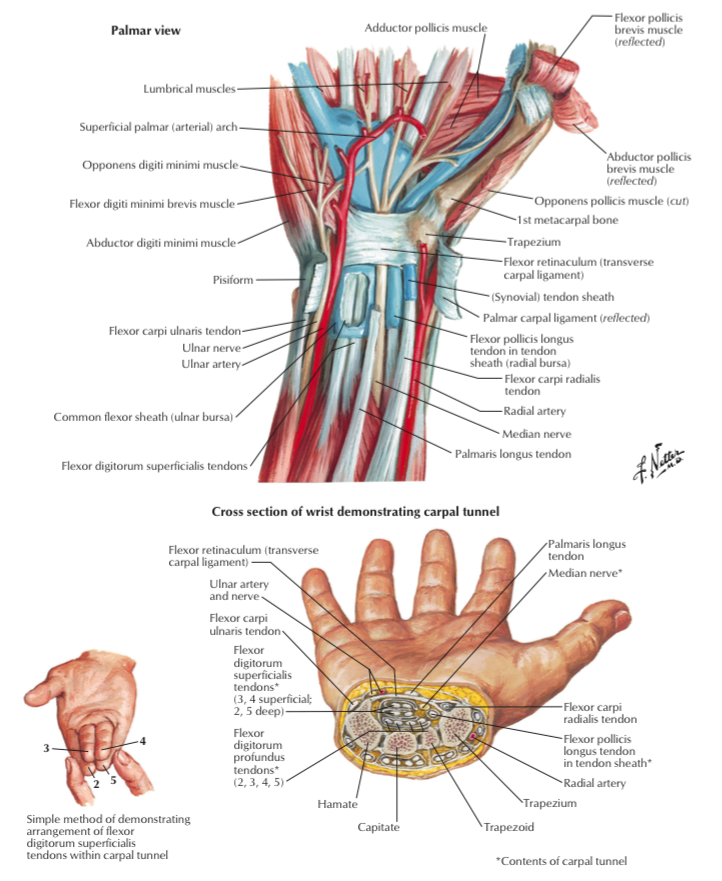 Palmar view
Adductor pollicis muscle
Flexor pollicis
brevis muscle
(reflected)
Lumbrical muscles
Superficial palmar (arterial) arch
Opponens digiti minimi muscle
Flexor digiti minimi brevis muscle
Abductor digiti minimi muscle
Pisiform
Flexor carpi ulnaris tendon
Ulnar nerve
Ulnar artery
Common flexor sheath (ulnar bursa)
Flexor digitorum superficialis tendons
Abductor pollicis
brevis muscle
(reflected)
Opponens pollicis muscle (cut)
1st metacarpal bone
Trapezium
Flexor retinaculum (transverse
carpal ligament)
(Synovial) tendon sheath
Palmar carpal ligament (reflected)
Flexor pollicis longus
tendon in tendon
sheath (radial bursa)
Flexor carpi radialis
tendon
Radial artery
Median nerve
Palmaris longus tendon
F. Netter
M.D.
Cross section of wrist demonstrating carpal tunnel
Flexor retinaculum (transverse
carpal ligament)
Ulnar artery
and nerve
Flexor carpi
ulnaris tendon
Flexor
digitorum
superficialis
tendons*
(3, 4 superficial;
2, 5 deep)
Flexor
digitorum
profundus
tendons*
(2, 3, 4, 5)
Hamate
Capitate
Palmaris longus
tendon
Median nerve*
Flexor carpi
radialis tendon
Flexor pollicis
longus tendon
in tendon sheath*
Radial artery
Trapezium
Trapezoid
3
4
2
5
Simple method of demonstrating
arrangement of flexor
digitorum superficialis
tendons within carpal tunnel
*Contents of carpal tunnel